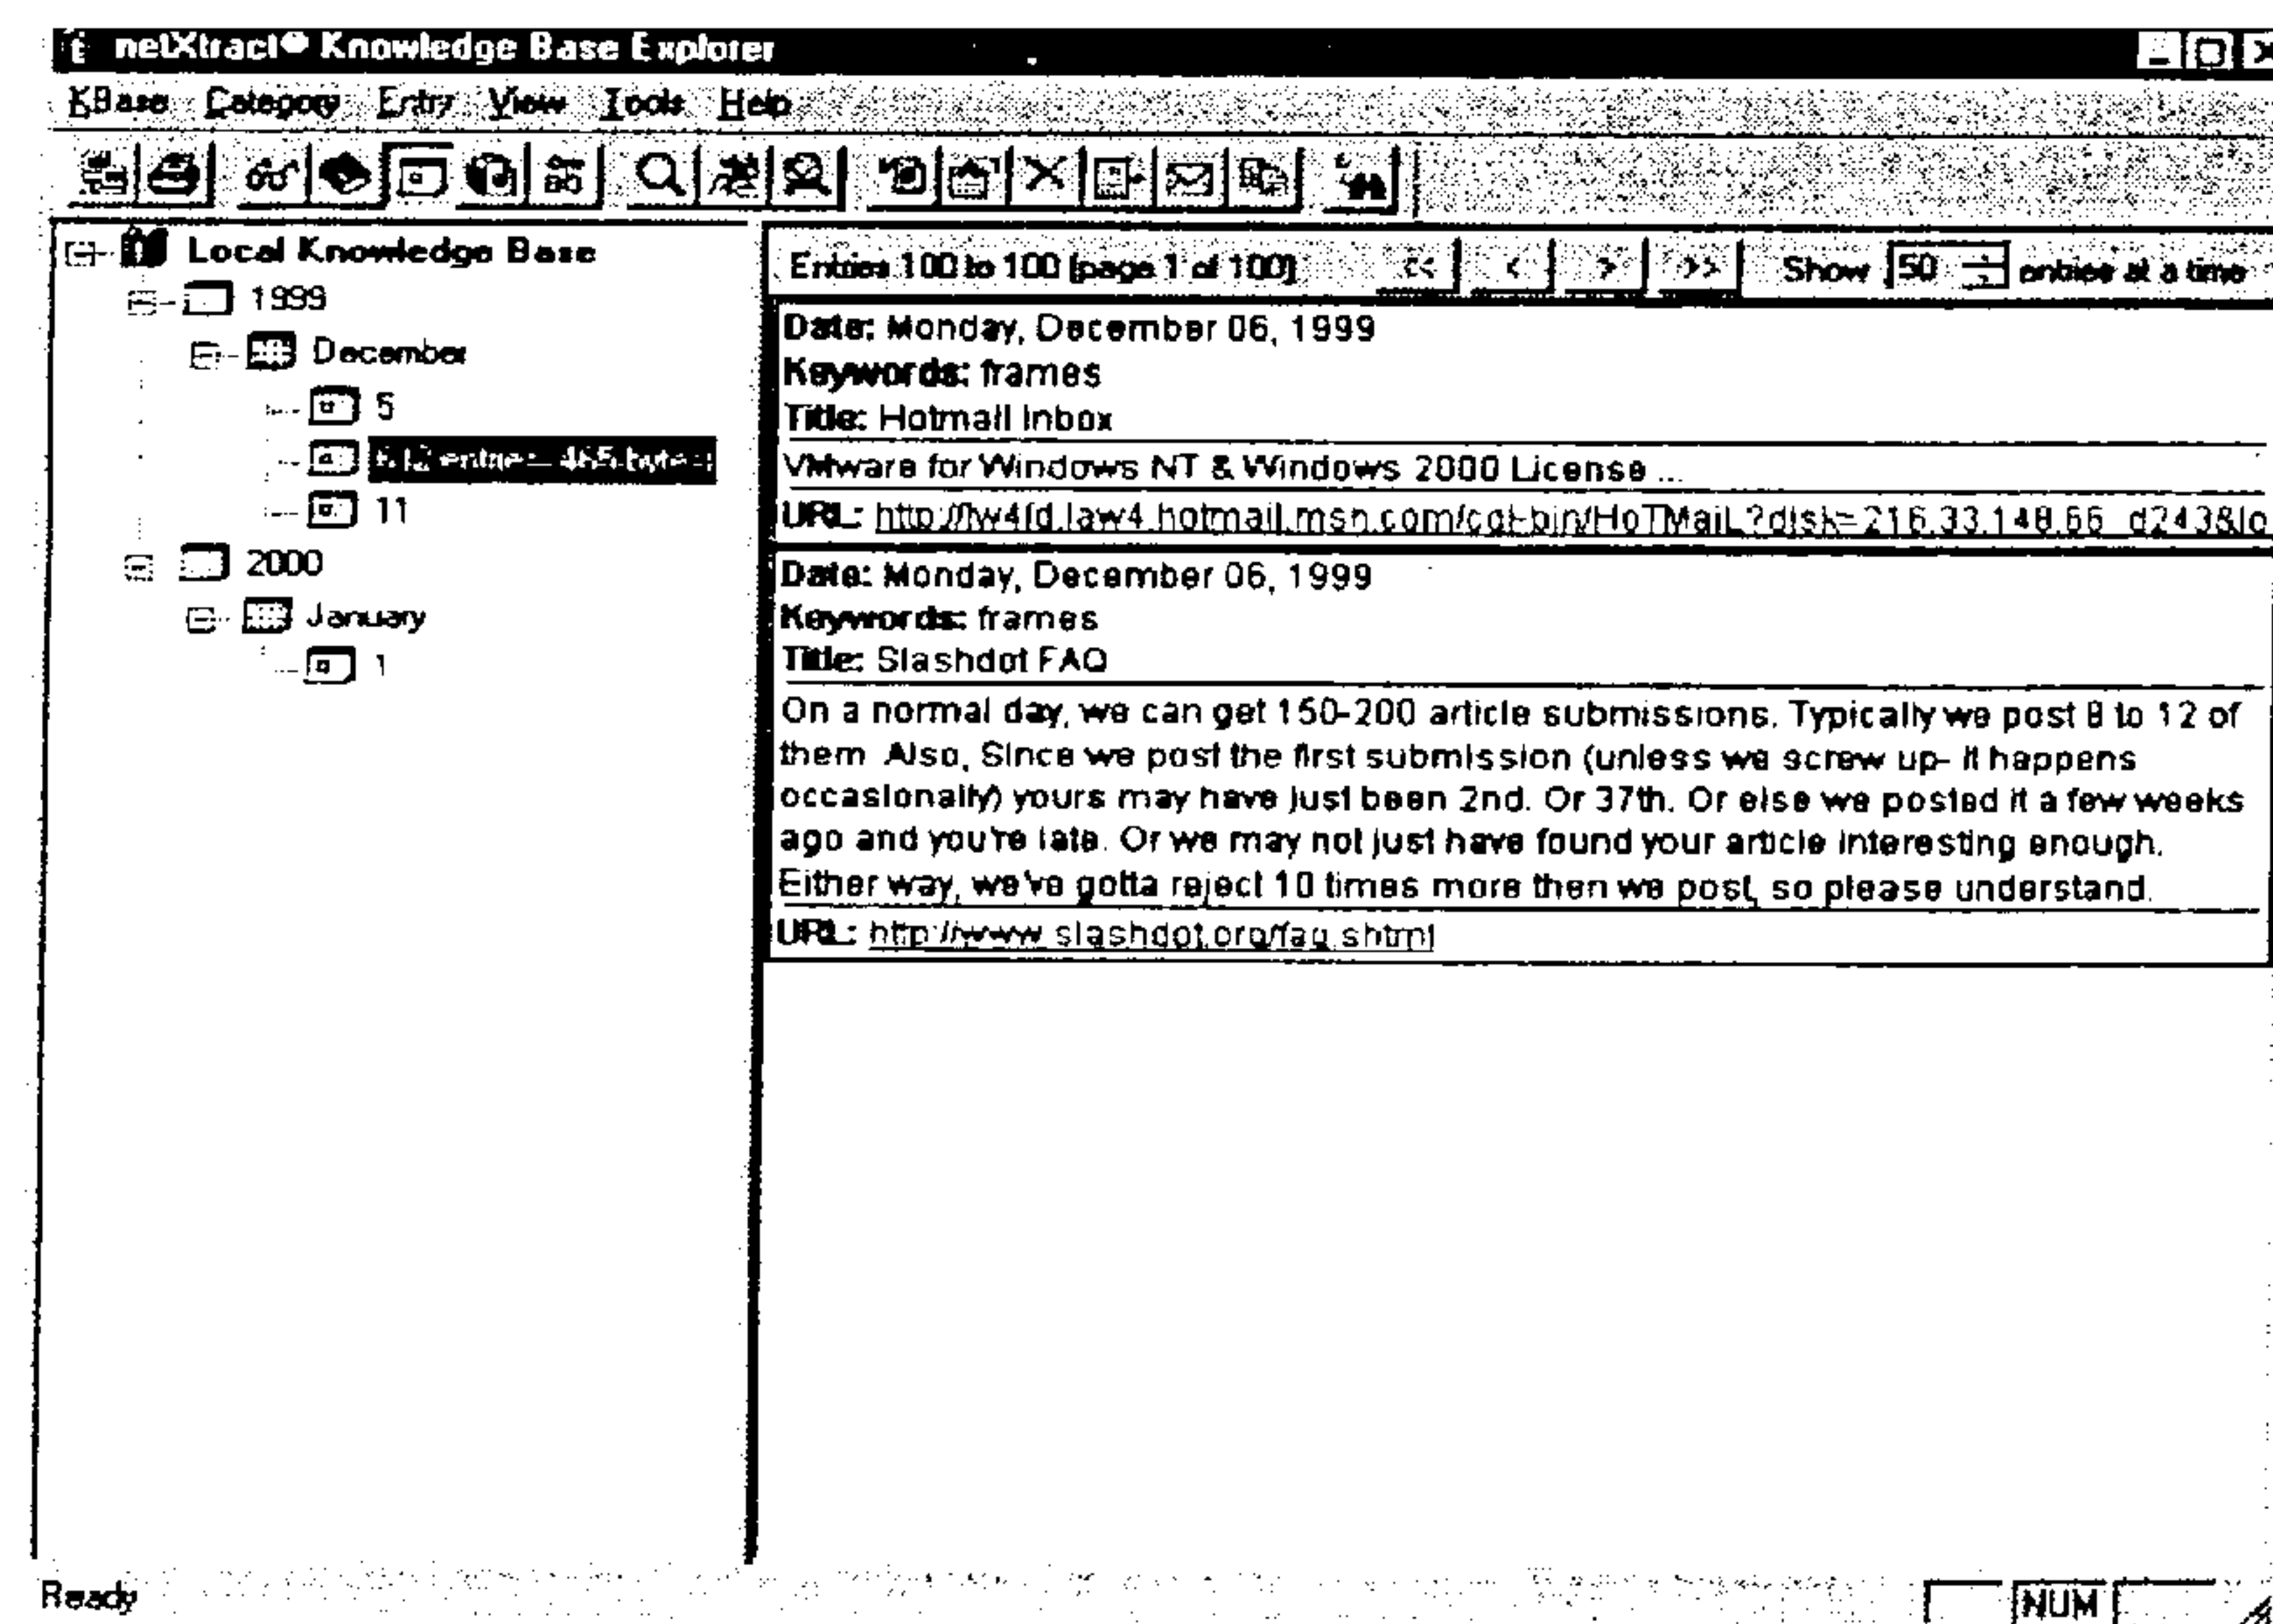 netXtract® Knowledge Base Explorer
KBase Category Entry View Tools Help
Local Knowledge Base
1999
December
5
6 [2 entries - 465 bytes]
11
2000
January
1
Entries 100 to 100 (page 1 of 100) << < > >> Show 50 entries at a time
Date: Monday, December 06, 1999
Keywords: frames
Title: Hotmail Inbox
VMware for Windows NT & Windows 2000 License ...
URL: http://lw4fd.law4.hotmail.msn.com/cgi-bin/HoTMaiL?disk=216.33.148.66_d243&lo
Date: Monday, December 06, 1999
Keywords: frames
Title: Slashdot FAQ
On a normal day, we can get 150-200 article submissions. Typically we post 8 to 12 of
them Also, Since we post the first submission (unless we screw up- it happens
occasionally) yours may have just been 2nd. Or 37th. Or else we posted it a few weeks
ago and you're late. Or we may not just have found your article interesting enough.
Either way, we've gotta reject 10 times more then we post, so please understand.
URL: http://www.slashdot.org/faq.shtml
Ready
NUM